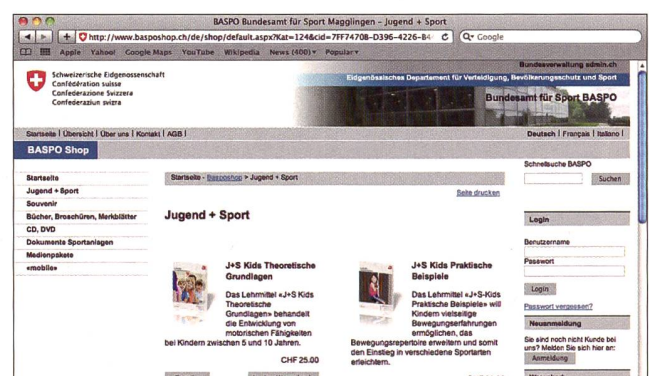 BASPO Bundesamt für Sport Magglingen – Jugend + Sport
http://www.basposhop.ch/de/shop/default.aspx?Kat=124&cid=7FF7470B-D396-4226-B4
Google
Apple Yahoo! Google Maps YouTube Wikipedia News (400) Popular
Bundesverwaltung admin.ch
Schweizerische Eidgenossenschaft
Confédération suisse
Confederazione Svizzera
Confederaziun svizra
Eidgenössisches Departement für Verteidigung, Bevölkerungsschutz und Sport
Bundesamt für Sport BASPO
Startseite | Übersicht | Über uns | Kontakt | AGB |
Deutsch | Français | Italiano |
BASPO Shop
Startseite
Jugend + Sport
Souvenir
Bücher, Broschüren, Merkblätter
CD, DVD
Dokumente Sportanlagen
Medienpakete
«mobile»
Startseite - Basposhop > Jugend + Sport
Seite drucken
Jugend + Sport
J+S Kids Theoretische
Grundlagen
Das Lehrmittel «J+S Kids
Theoretische
Grundlagen» behandelt
die Entwicklung von
motorischen Fähigkeiten
bei Kindern zwischen 5 und 10 Jahren.
CHF 25.00
J+S Kids Praktische
Beispiele
Das Lehrmittel «J+S-Kids
Praktische Beispiele» will
Kindern vielseitige
Bewegungserfahrungen
ermöglichen, das
Bewegungsrepertoire erweitern und somit
den Einstieg in verschiedene Sportarten
erleichtern.
Schnellsuche BASPO
Suchen
Login
Benutzername
Passwort
Login
Passwort vergessen?
Neuanmeldung
Sie sind noch nicht Kunde bei
uns? Melden Sie sich hier an:
Anmeldung